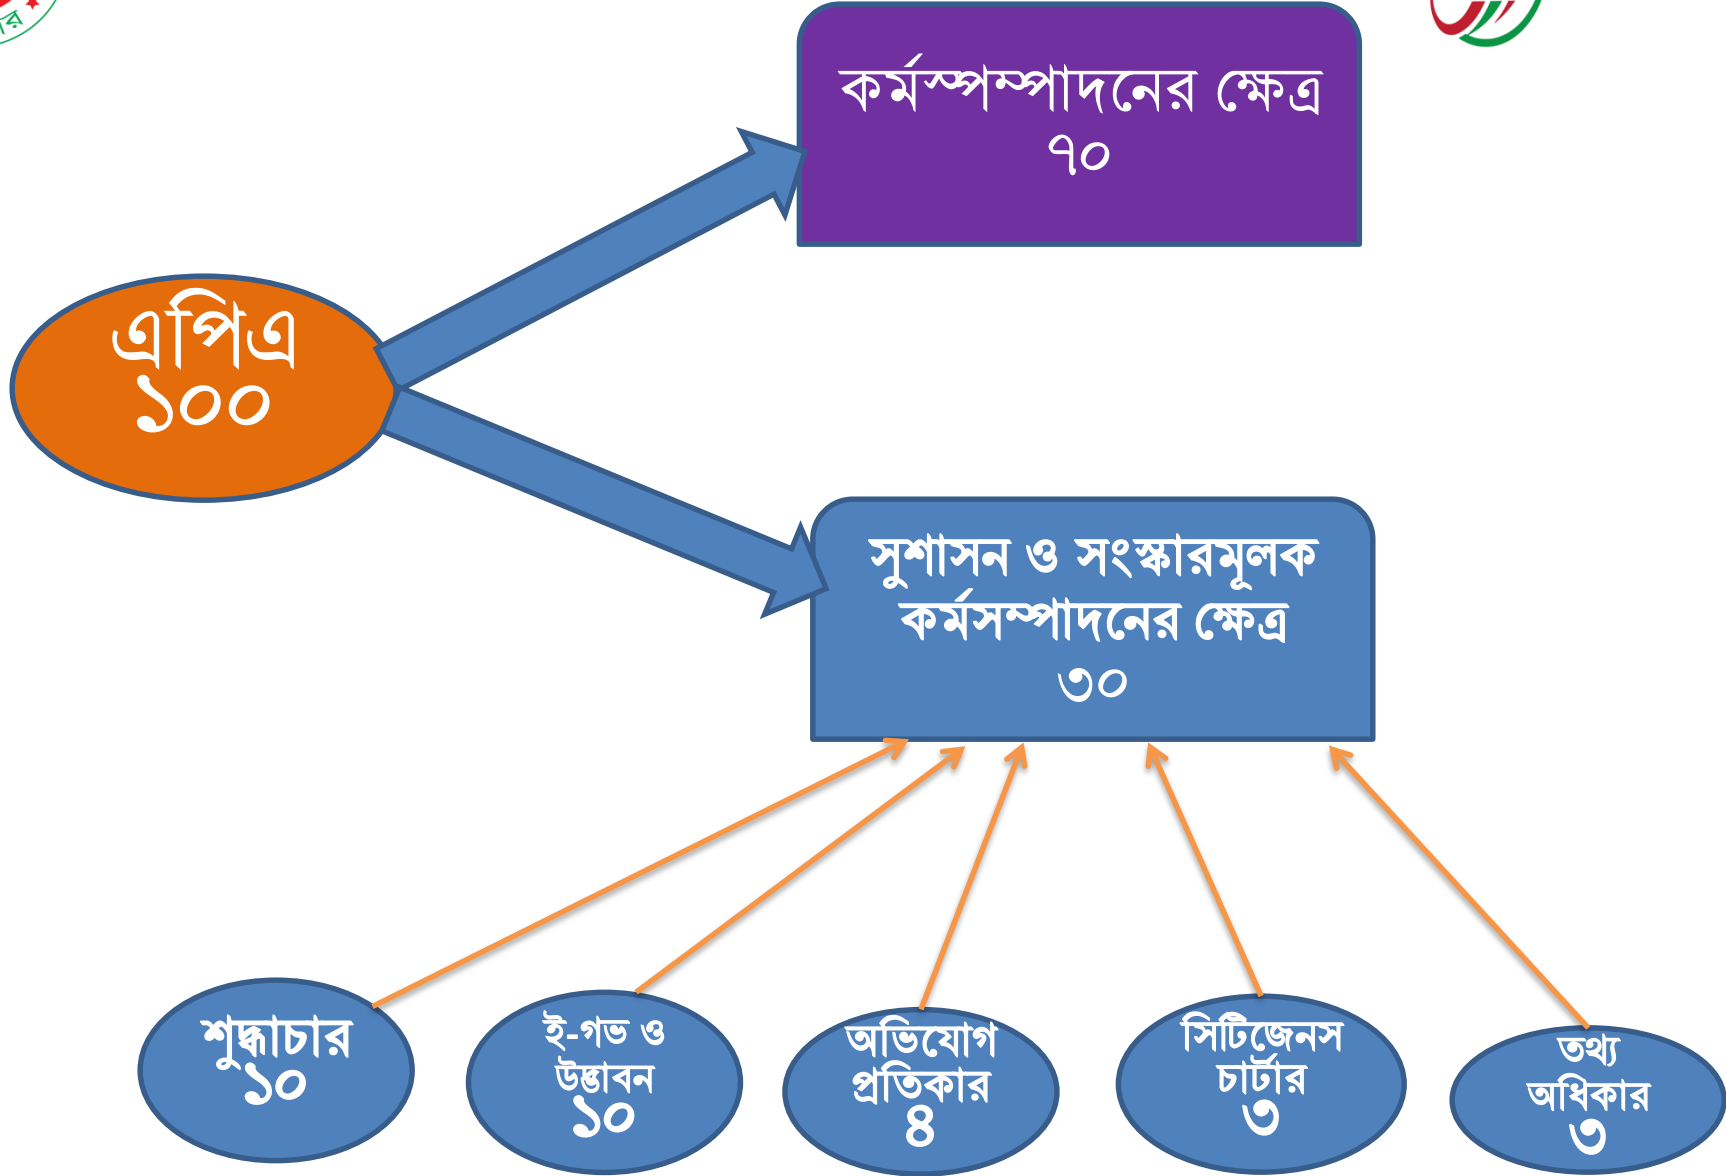 কর্মস্পম্পাদনের ক্ষেত্র
৭০
এপিএ
১০০
সুশাসন ও সংস্কারমূলক
কর্মসম্পাদনের ক্ষেত্র
৩০
শুদ্ধাচার
১০
ই-গভ ও
উদ্ভাবন
১০
অভিযোগ
প্রতিকার
৪
সিটিজেনস
চার্টার
৩
তথ্য
অধিকার
৩